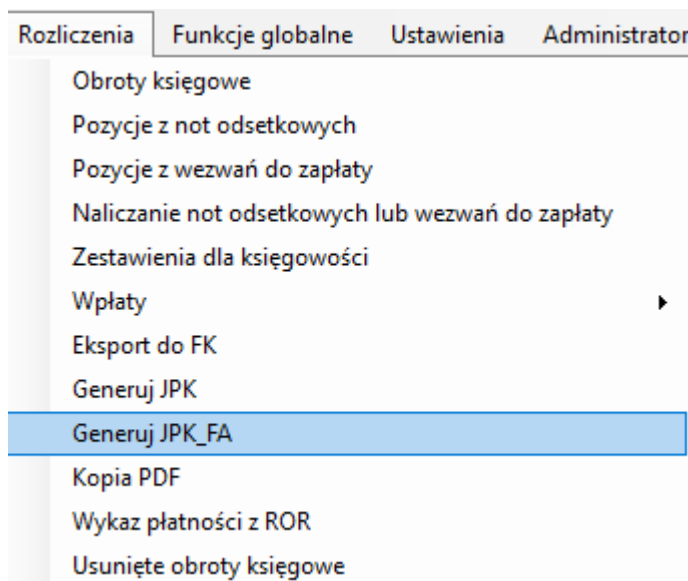 Rozliczenia Funkcje globalne Ustawienia Administrator
Obroty księgowe
Pozycje z not odsetkowych
Pozycje z wezwań do zapłaty
Naliczanie not odsetkowych lub wezwań do zapłaty
Zestawienia dla księgowości
Wpłaty
Eksport do FK
Generuj JPK
Generuj JPK_FA
Kopia PDF
Wykaz płatności z ROR
Usunięte obroty księgowe